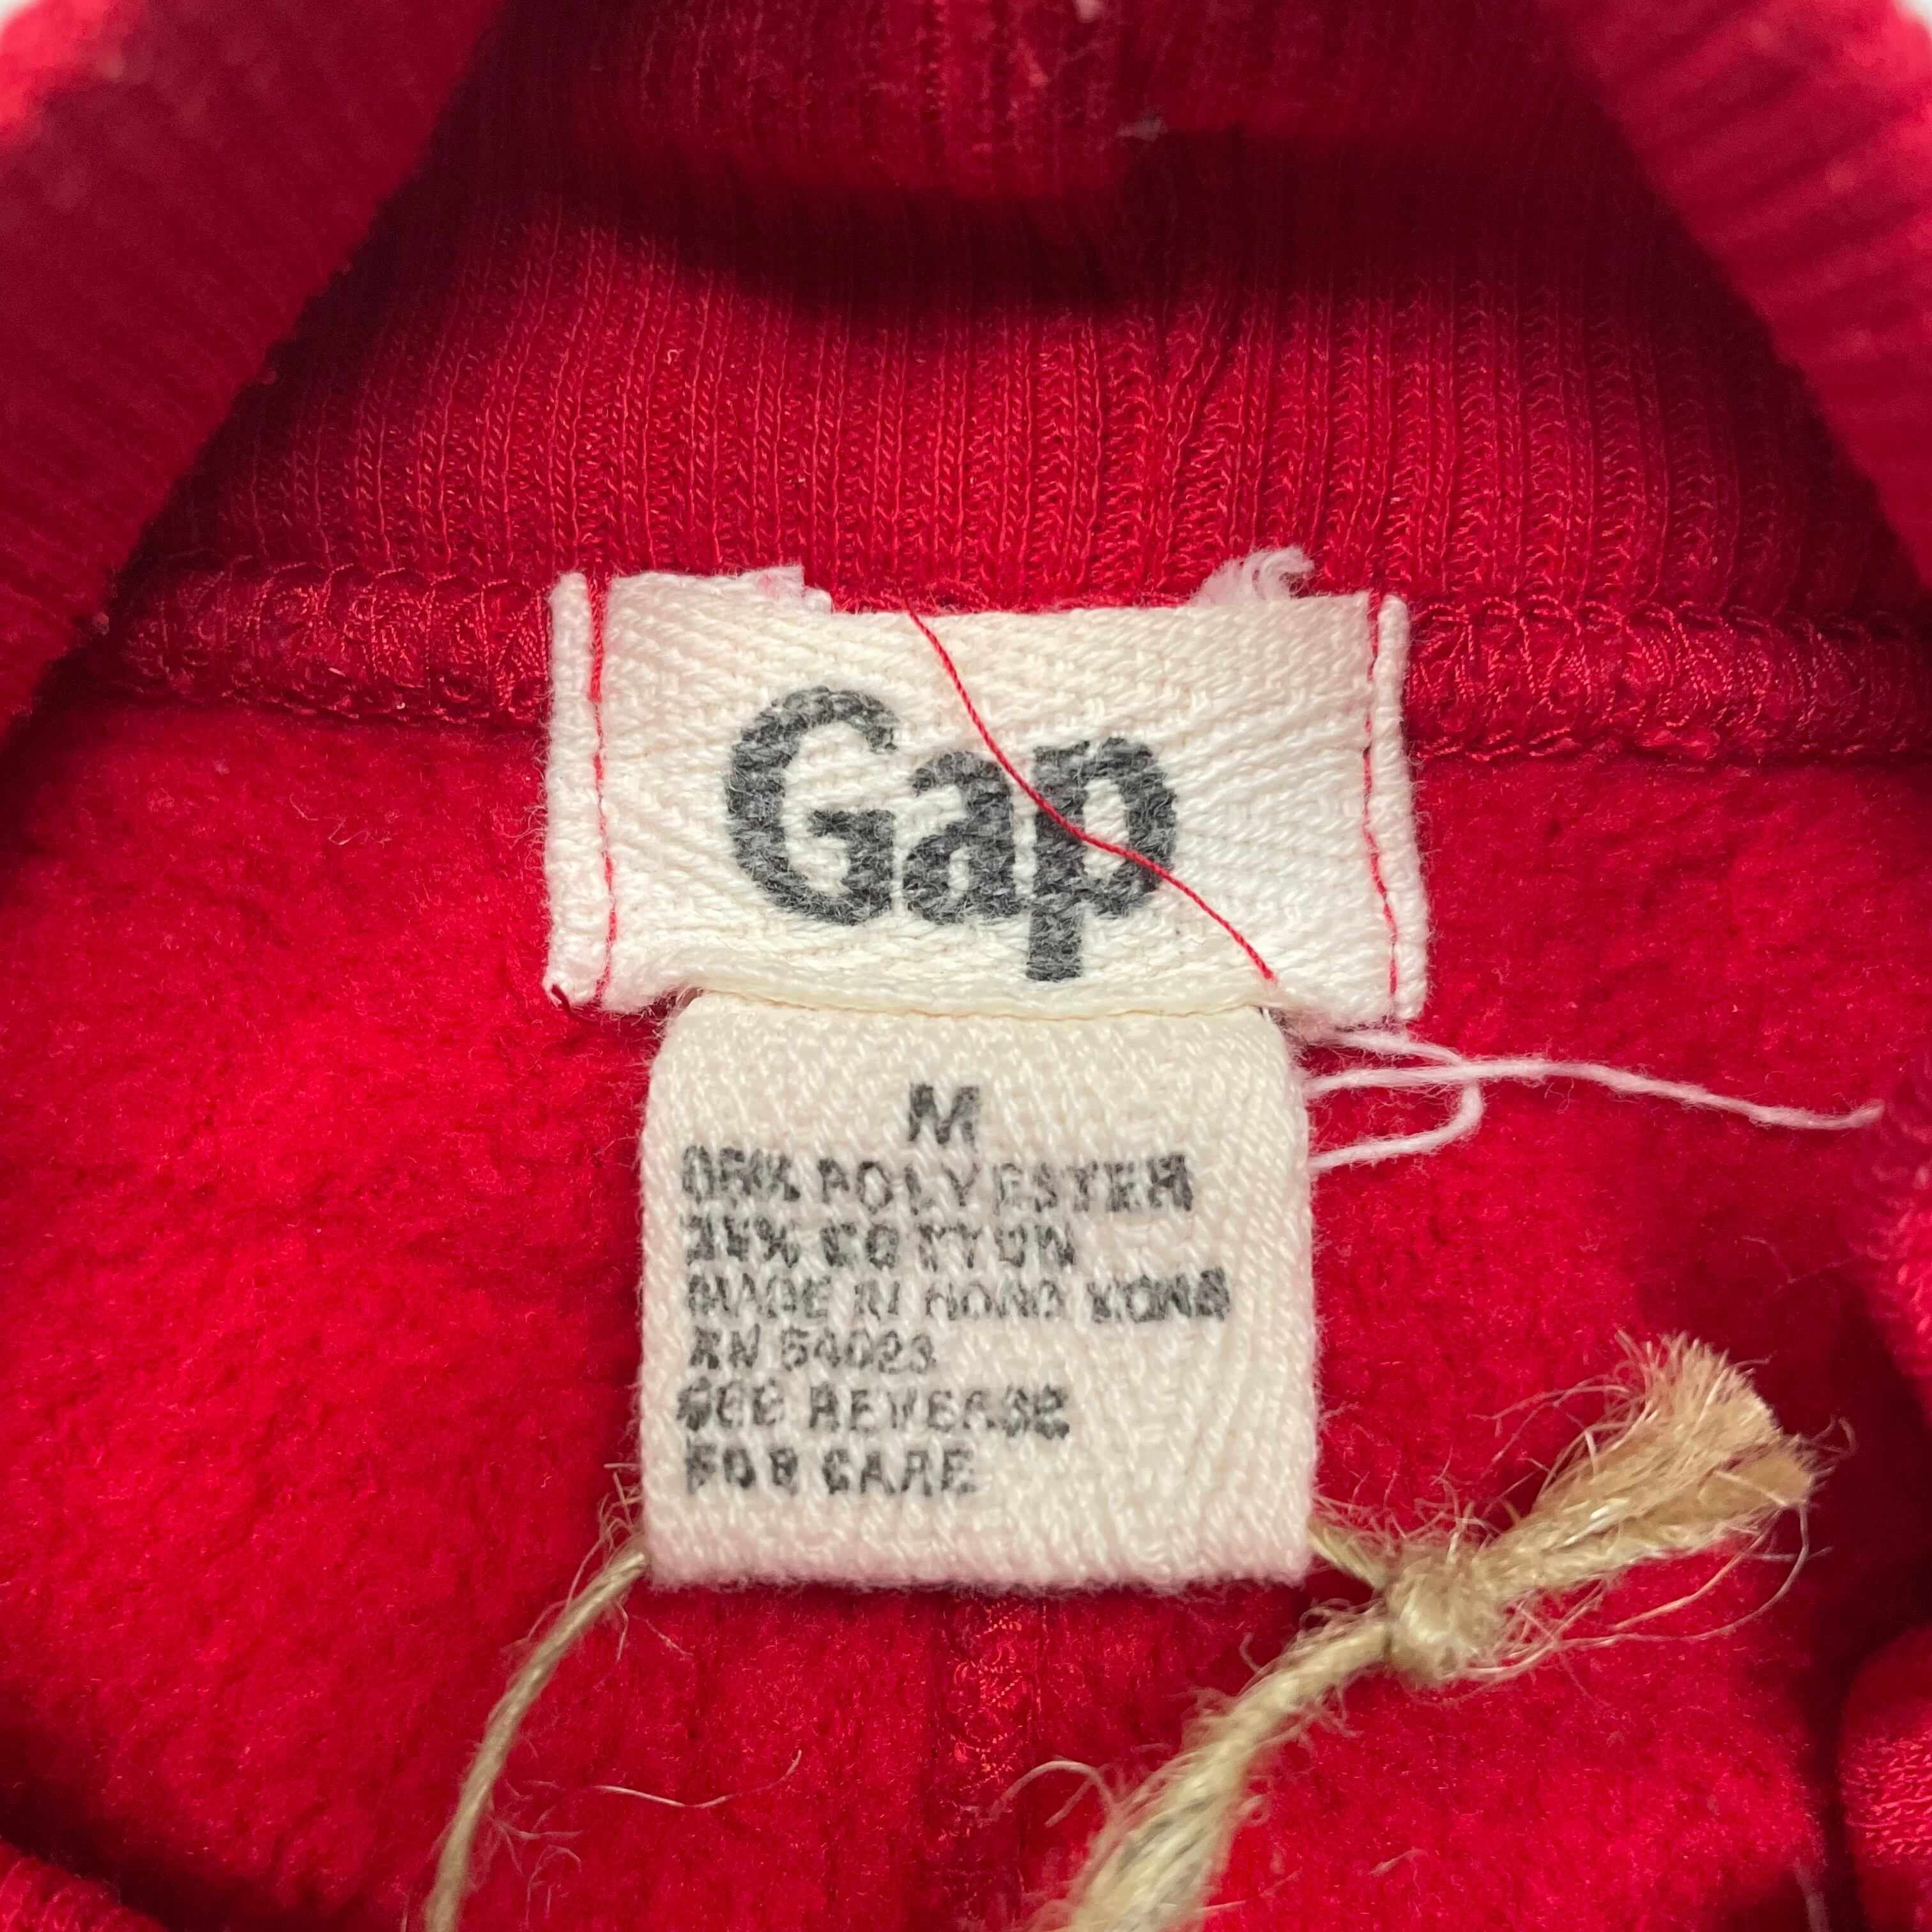 Gap
M
65% POLYESTER
35% COTTON
MADE IN HONG KONG
RN 54023
SEE REVERSE
FOR CARE